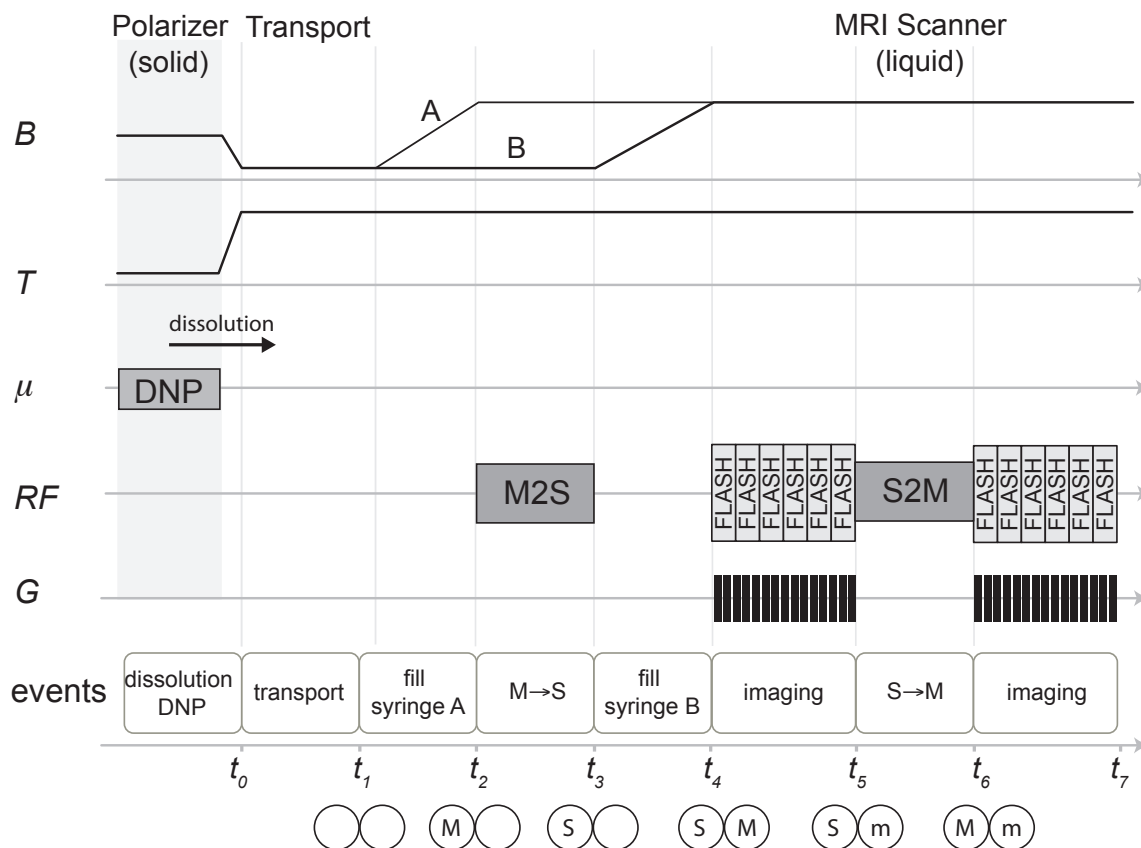 Polarizer
(solid)
Transport
MRI Scanner
(liquid)
B
A
B
T
dissolution
μ
DNP
RF
M2S
FLASH
FLASH
FLASH
FLASH
FLASH
FLASH
S2M
FLASH
FLASH
FLASH
FLASH
FLASH
FLASH
G
events
dissolution
DNP
transport
fill
syringe A
M→S
fill
syringe B
imaging
S→M
imaging
t0 t1 t2 t3 t4 t5 t6 t7
M S S M S m M m